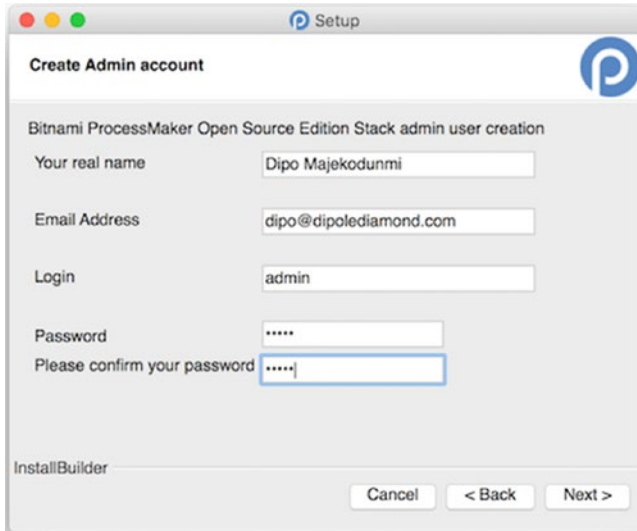 Setup
Create Admin account
Bitnami ProcessMaker Open Source Edition Stack admin user creation
Your real name
Dipo Majekodunmi
Email Address
dipo@dipolediamond.com
Login
admin
Password
•••••
Please confirm your password
•••••
InstallBuilder
Cancel
< Back
Next >